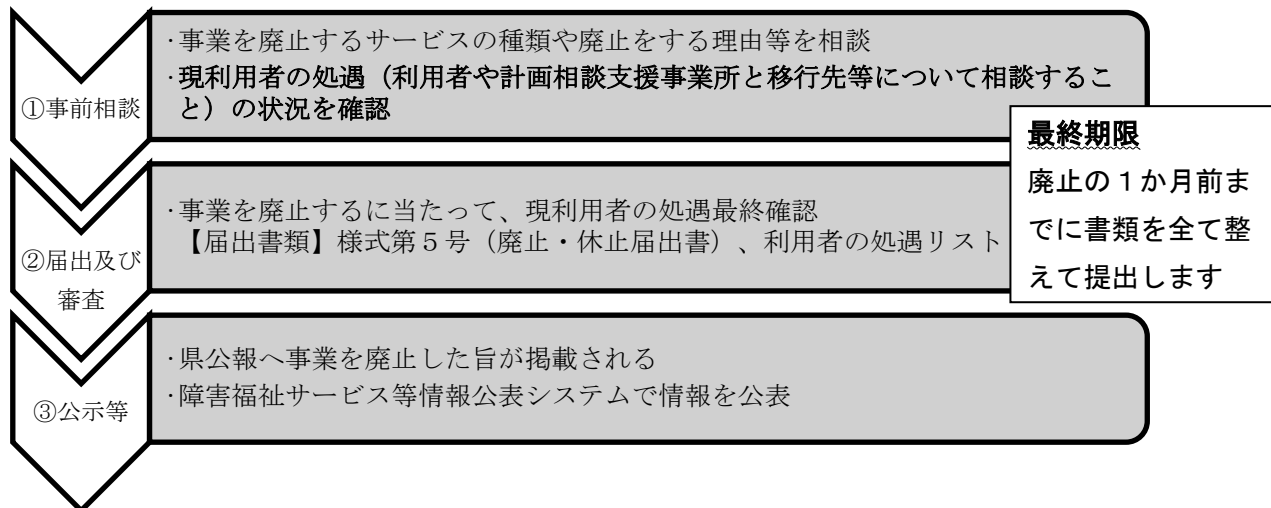 ①事前相談
·事業を廃止するサービスの種類や廃止をする理由等を相談
·現利用者の処遇（利用者や計画相談支援事業所と移行先等について相談するこ
と）の状況を確認
最終期限
廃止の１か月前ま
でに書類を全て整
えて提出します
②届出及び
審査
·事業を廃止するに当たって、現利用者の処遇最終確認
【届出書類】様式第５号（廃止・休止届出書）、利用者の処遇リスト
③公示等
·県公報へ事業を廃止した旨が掲載される
·障害福祉サービス等情報公表システムで情報を公表